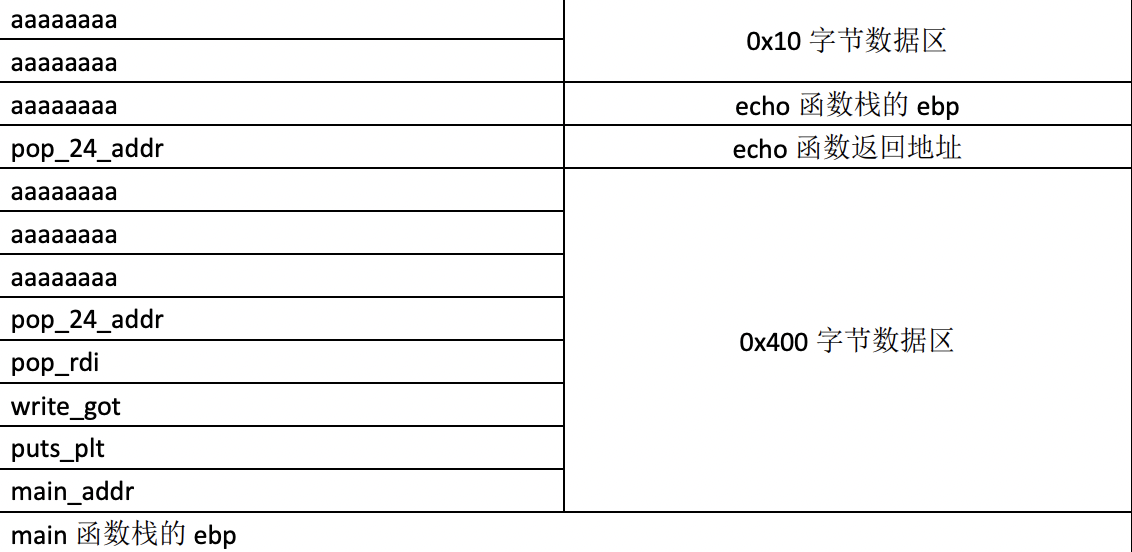 aaaaaaaa
0x10 字节数据区
aaaaaaaa
aaaaaaaa
echo 函数栈的 ebp
pop_24_addr
echo 函数返回地址
aaaaaaaa
aaaaaaaa
aaaaaaaa
pop_24_addr
0x400 字节数据区
pop_rdi
write_got
puts_plt
main_addr
main 函数栈的 ebp